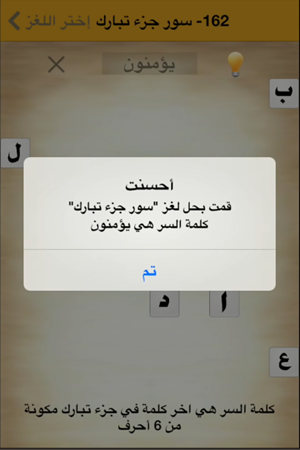 162- سور جزء تبارك إختر اللغز
يؤمنون
ب
ل
أحسنت
قمت بحل لغز "سور جزء تبارك"
كلمة السر هي يؤمنون
تم
د ا
ع
كلمة السر هي اخر كلمة في جزء تبارك مكونة
من 6 أحرف